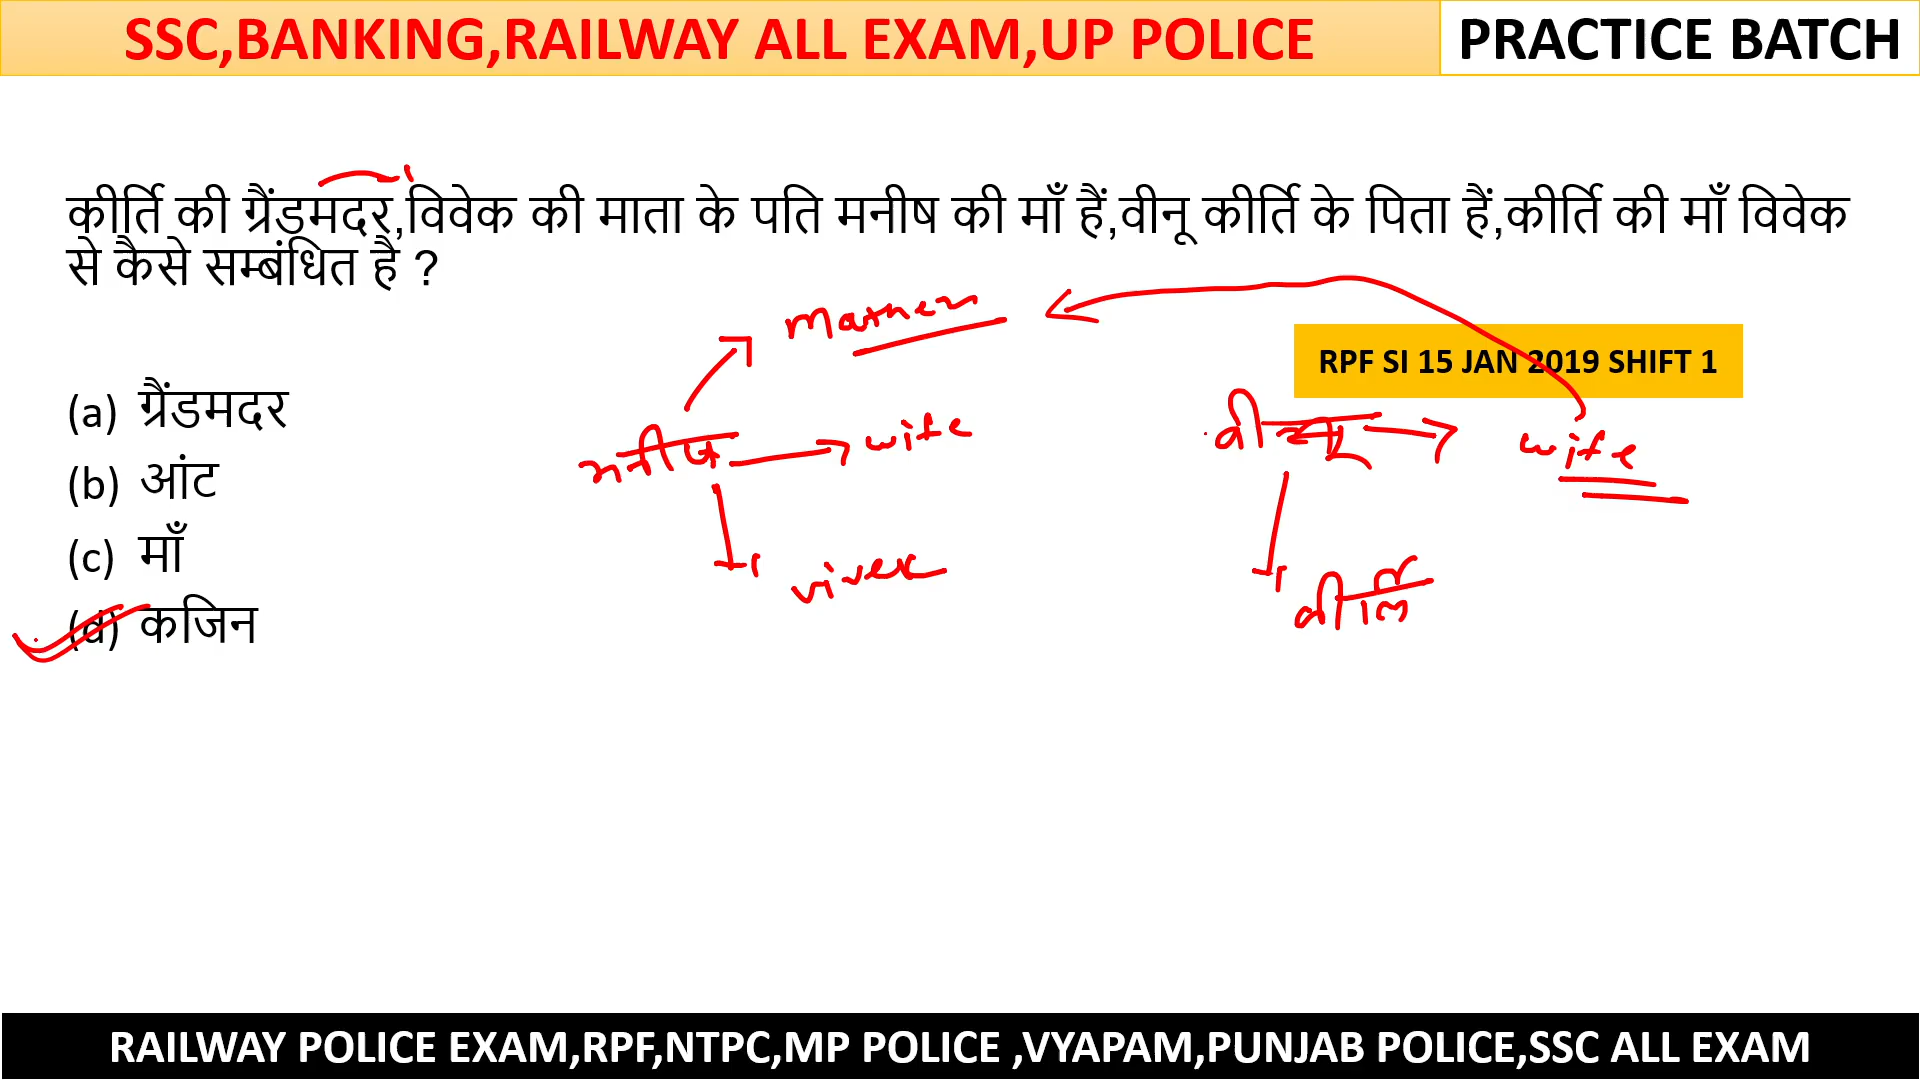 SSC,BANKING,RAILWAY ALL EXAM,UP POLICE
PRACTICE BATCH
कीर्ति की ग्रैंडमदर,विवेक की माता के पति मनीष की माँ हैं,वीनू कीर्ति के पिता हैं,कीर्ति की माँ विवेक
से कैसे सम्बंधित है ?
Mother
RPF SI 15 JAN 2019 SHIFT 1
(a) ग्रैंडमदर
wife
wife
(b) आंट
(c) माँ
vivek
(d) कजिन
RAILWAY POLICE EXAM,RPF,NTPC,MP POLICE ,VYAPAM,PUNJAB POLICE,SSC ALL EXAM